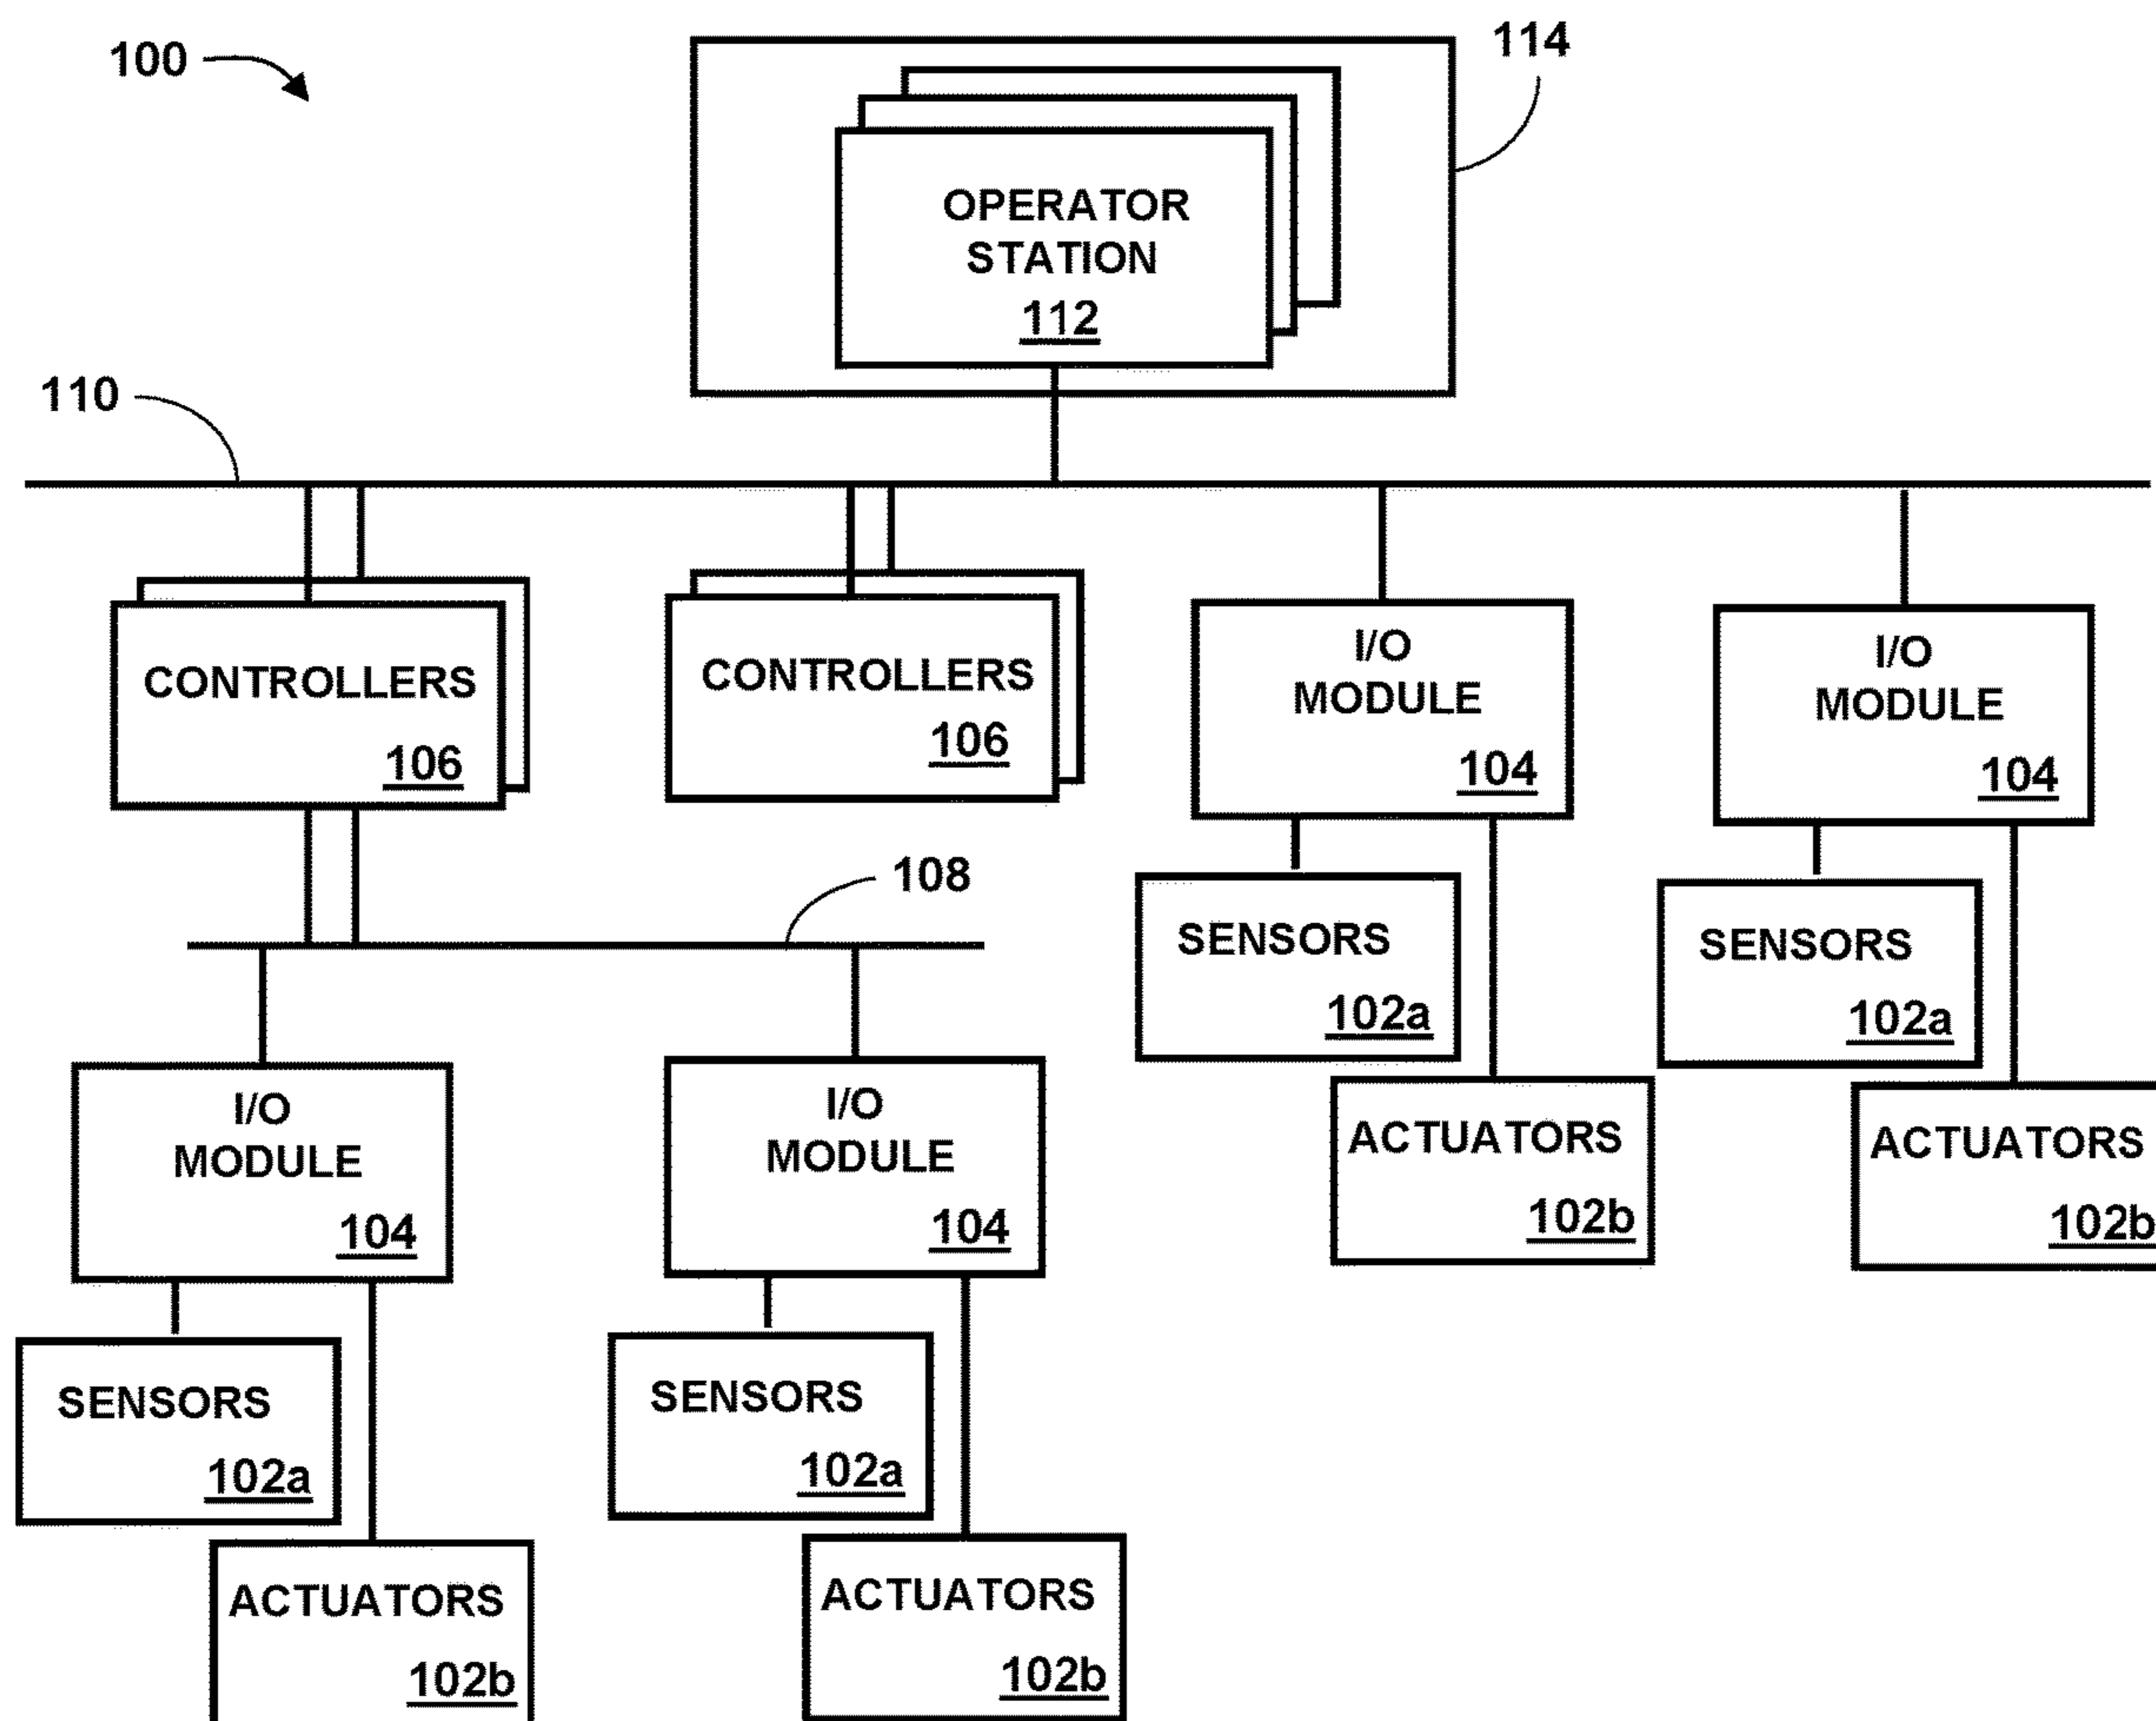 100
114
OPERATOR
STATION
112
110
CONTROLLERS
106
CONTROLLERS
106
I/O
MODULE
104
I/O
MODULE
104
108
SENSORS
102a
SENSORS
102a
ACTUATORS
102b
ACTUATORS
102b
I/O
MODULE
104
I/O
MODULE
104
SENSORS
102a
SENSORS
102a
ACTUATORS
102b
ACTUATORS
102b